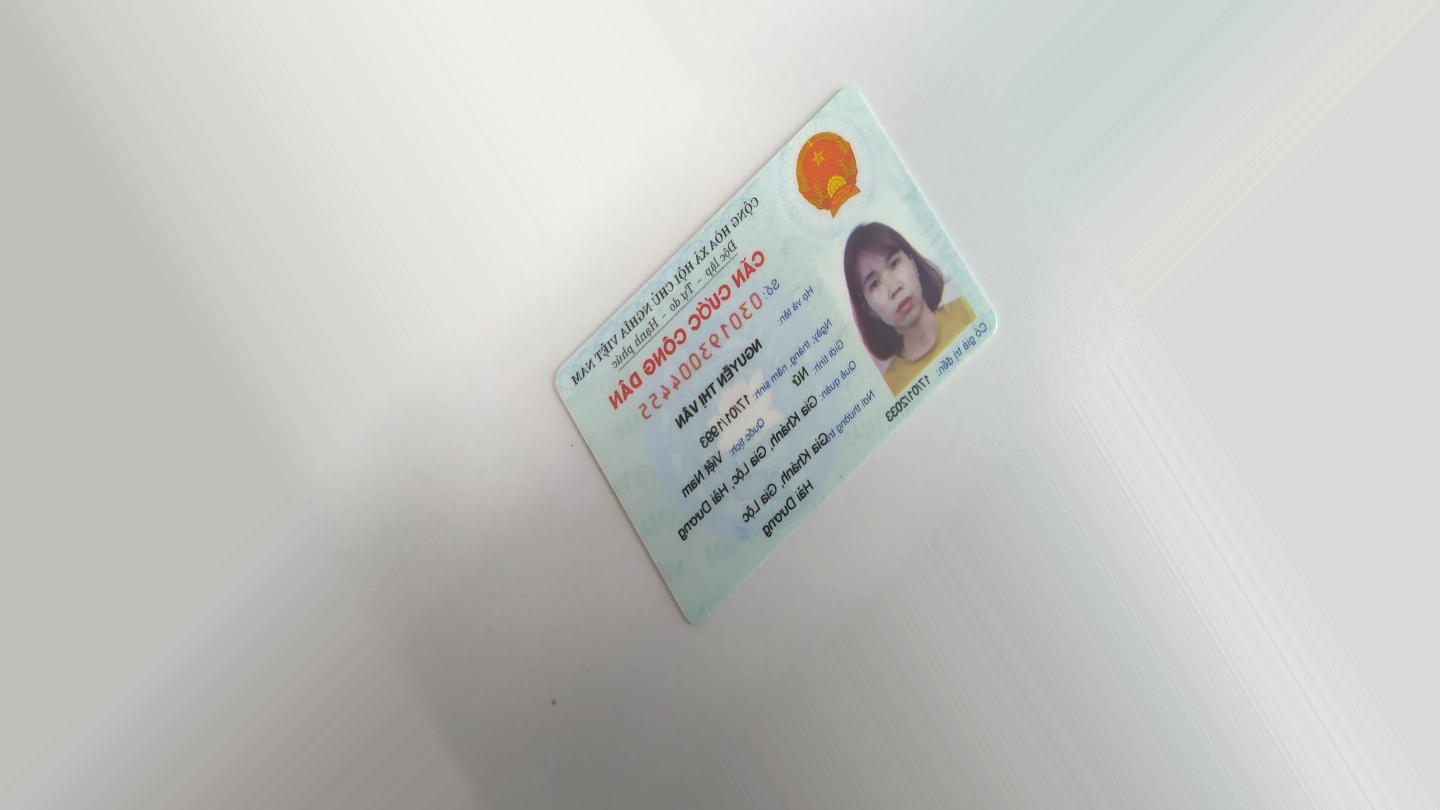 CỘNG HÒA XÃ HỘI CHỦ NGHĨA VIỆT NAM
Độc lập - Tự do - Hạnh phúc
CĂN CƯỚC CÔNG DÂN
Số: 030193004455
Họ và tên:
NGUYỄN THỊ VÂN
Ngày, tháng, năm sinh: 17/01/1993
Giới tính: Nữ Quốc tịch: Việt Nam
Quê quán: Gia Khánh, Gia Lộc, Hải Dương
Nơi thường trú: Gia Khánh, Gia Lộc
Hải Dương
Có giá trị đến: 17/01/2033